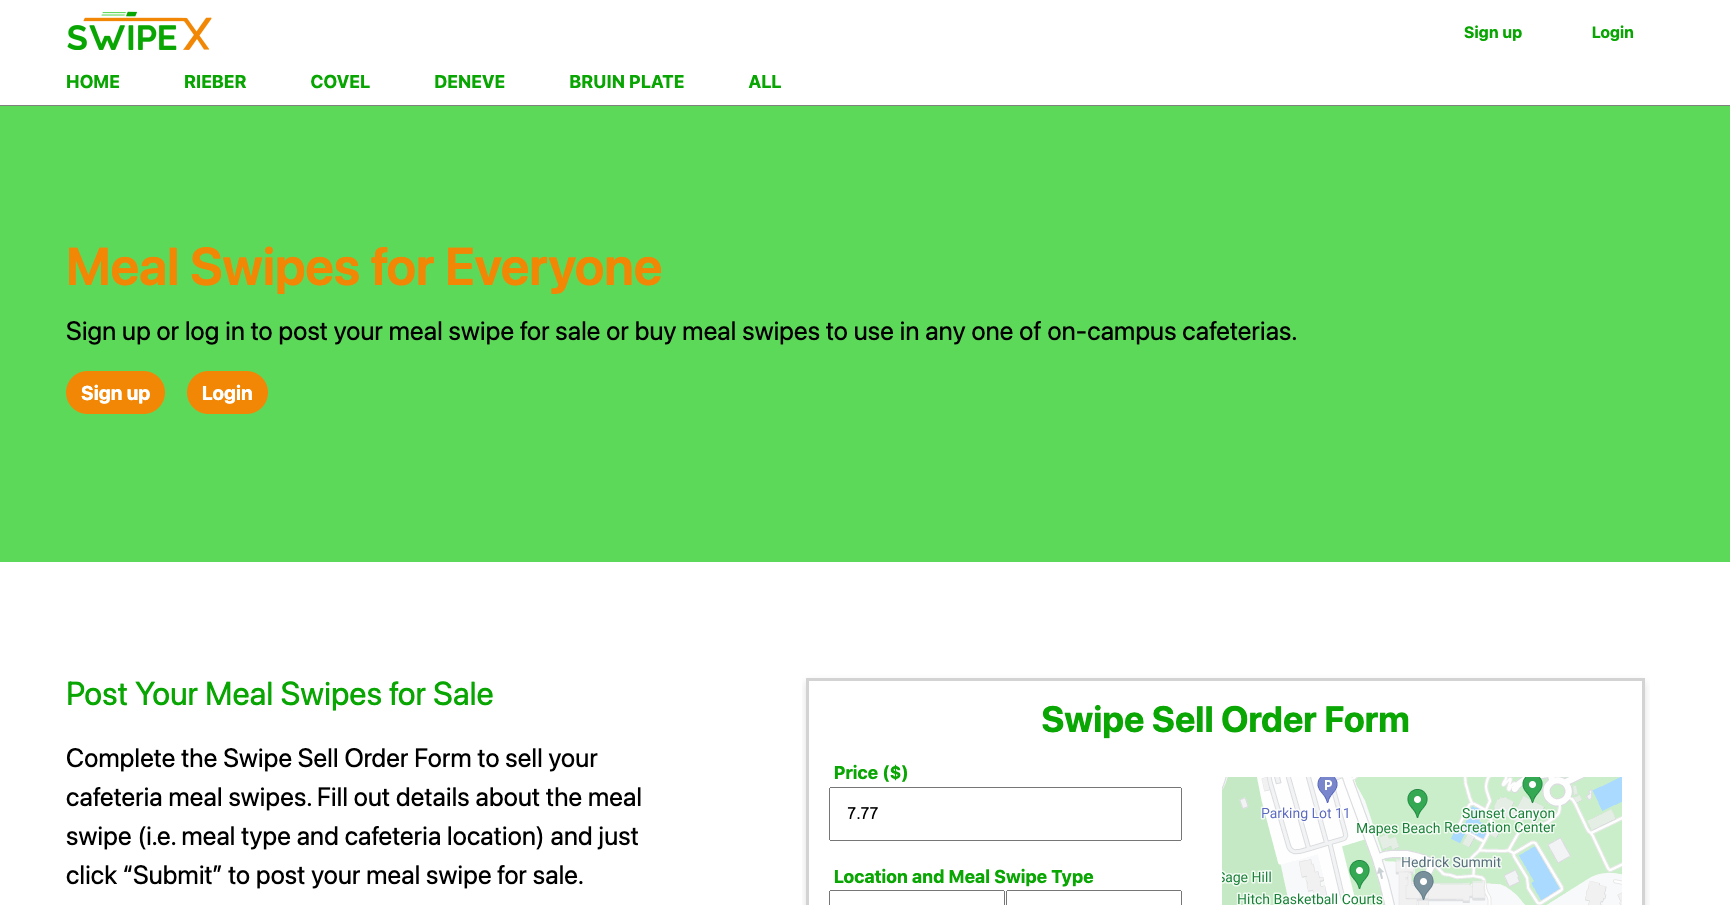 SWIPEX
Sign up
Login
HOME
RIEBER
COVEL
DENEVE
BRUIN PLATE
ALL
Meal Swipes for Everyone
Sign up or log in to post your meal swipe for sale or buy meal swipes to use in any one of on-campus cafeterias.
Sign up
Login
Post Your Meal Swipes for Sale
Complete the Swipe Sell Order Form to sell your
cafeteria meal swipes. Fill out details about the meal
swipe (i.e. meal type and cafeteria location) and just
click “Submit” to post your meal swipe for sale.
Swipe Sell Order Form
Price ($)
7.77
Location and Meal Swipe Type
P
Parking Lot 11
Mapes Beach
Sunset Canyon
Recreation Center
Hedrick Summit
Sage Hill
Hitch Basketball Courts